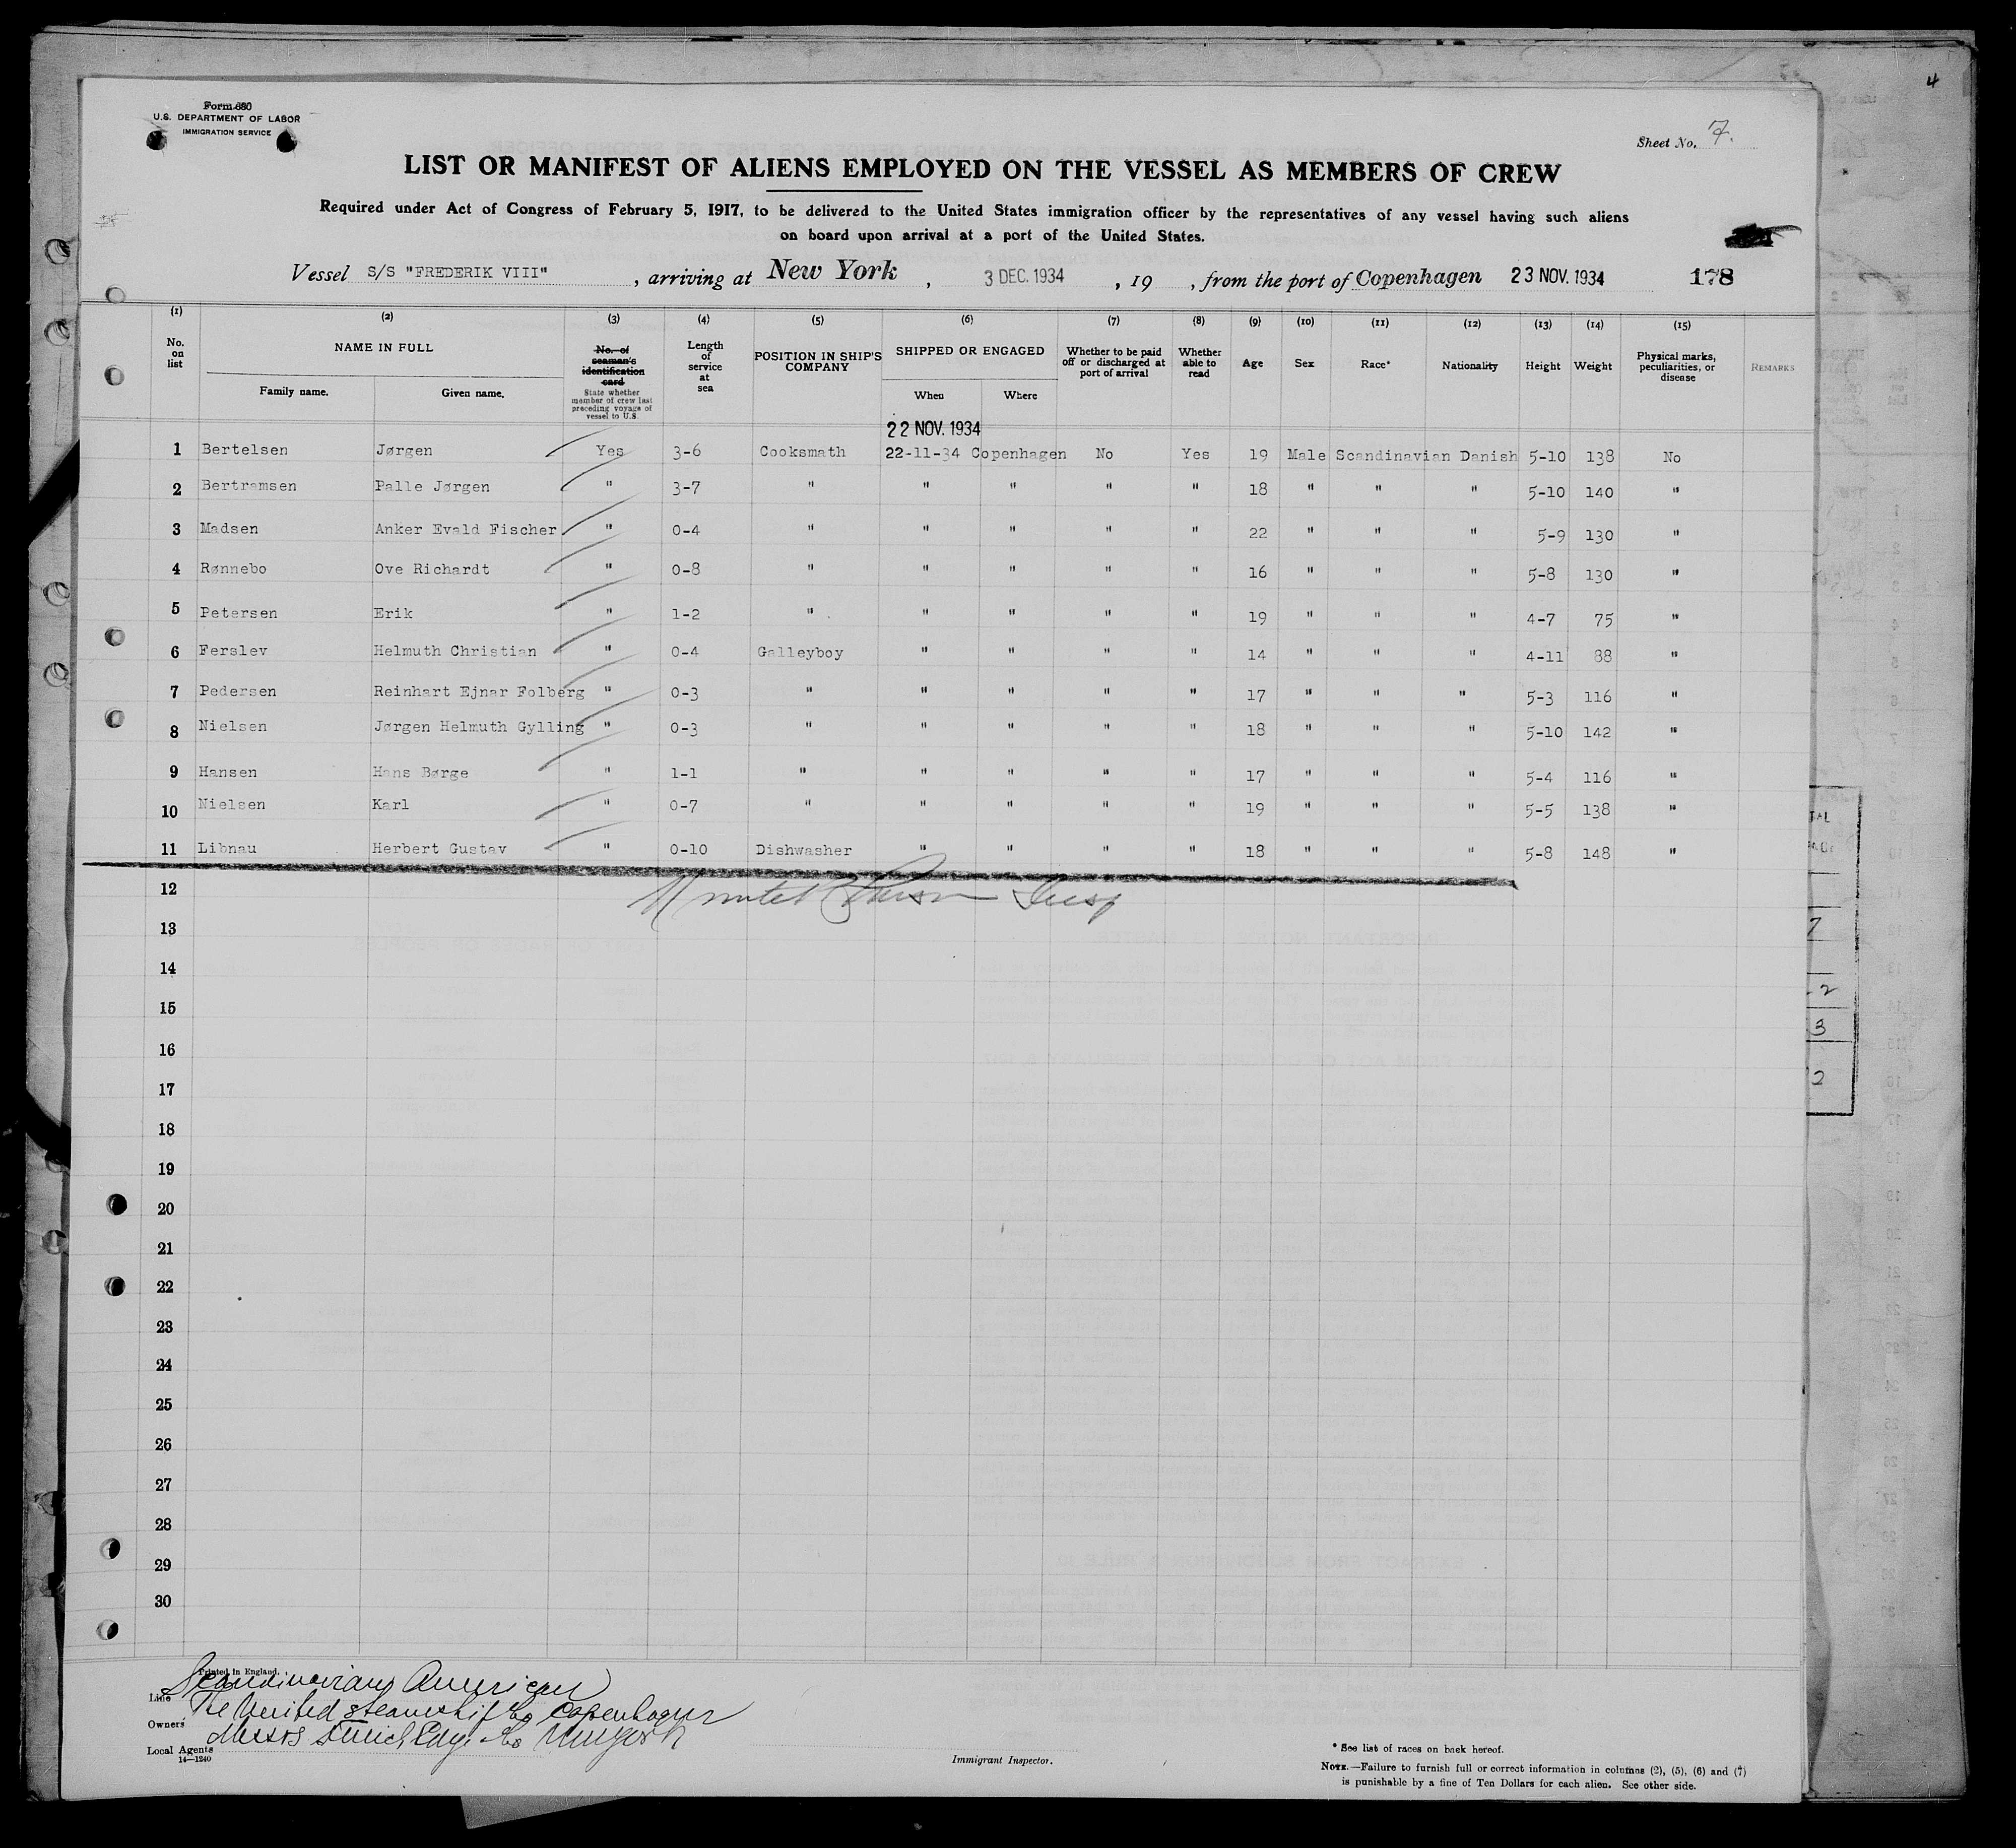 4
Form 680
U.S. DEPARTMENT OF LABOR
IMMIGRATION SERVICE
Sheet No. 7.
LIST OR MANIFEST OF ALIENS EMPLOYED ON THE VESSEL AS MEMBERS OF CREW
Required under Act of Congress of February 5, 1917, to be delivered to the United States immigration officer by the representatives of any vessel having such aliens
on board upon arrival at a port of the United States.
Vessel S/S "FREDERIK VIII", arriving at New York, 3 DEC. 1934, 19 , from the port of Copenhagen 23 NOV. 1934 178
(1) (2) (3) (4) (5) (6) (7) (8) (9) (10) (11) (12) (13) (14) (15)
No. on list NAME IN FULL Family name. Given name. No. of seaman's identification card State whether member of crew last preceding voyage of vessel to U.S. Length of service at sea POSITION IN SHIP'S COMPANY SHIPPED OR ENGAGED When Where Whether to be paid off or discharged at port of arrival Whether able to read Age Sex Race* Nationality Height Weight Physical marks, peculiarities, or disease REMARKS
22 NOV. 1934
1 Bertelsen Jørgen Yes 3-6 Cooksmath 22-11-34 Copenhagen No Yes 19 Male Scandinavian Danish 5-10 138 No
2 Bertramsen Palle Jørgen " 3-7 " " " " " 18 " " " 5-10 140 "
3 Madsen Anker Evald Fischer " 0-4 " " " " " 22 " " " 5-9 130 "
4 Rønnebo Ove Richardt " 0-8 " " " " " 16 " " " 5-8 130 "
5 Petersen Erik " 1-2 " " " " " 19 " " " 4-7 75 "
6 Ferslev Helmuth Christian " 0-4 Galleyboy " " " " 14 " " " 4-11 88 "
7 Pedersen Reinhart Ejnar Folberg " 0-3 " " " " " 17 " " " 5-3 116 "
8 Nielsen Jørgen Helmuth Gylling " 0-3 " " " " " 18 " " " 5-10 142 "
9 Hansen Hans Børge " 1-1 " " " " " 17 " " " 5-4 116 "
10 Nielsen Karl " 0-7 " " " " " 19 " " " 5-5 138 "
11 Libnau Herbert Gustav " 0-10 Dishwasher " " " " 18 " " " 5-8 148 "
12
13
14
15
16
17
18
19
20
21
22
23
24
25
26
27
28
29
30
Printed in England.
Line Scandinavian American
Owners The United Steamship Co Copenhagen
Local Agents Messrs
14—1240
Immigrant Inspector.
* See list of races on back hereof.
NOTE.—Failure to furnish full or correct information in columns (2), (5), (6) and (7)
is punishable by a fine of Ten Dollars for each alien. See other side.